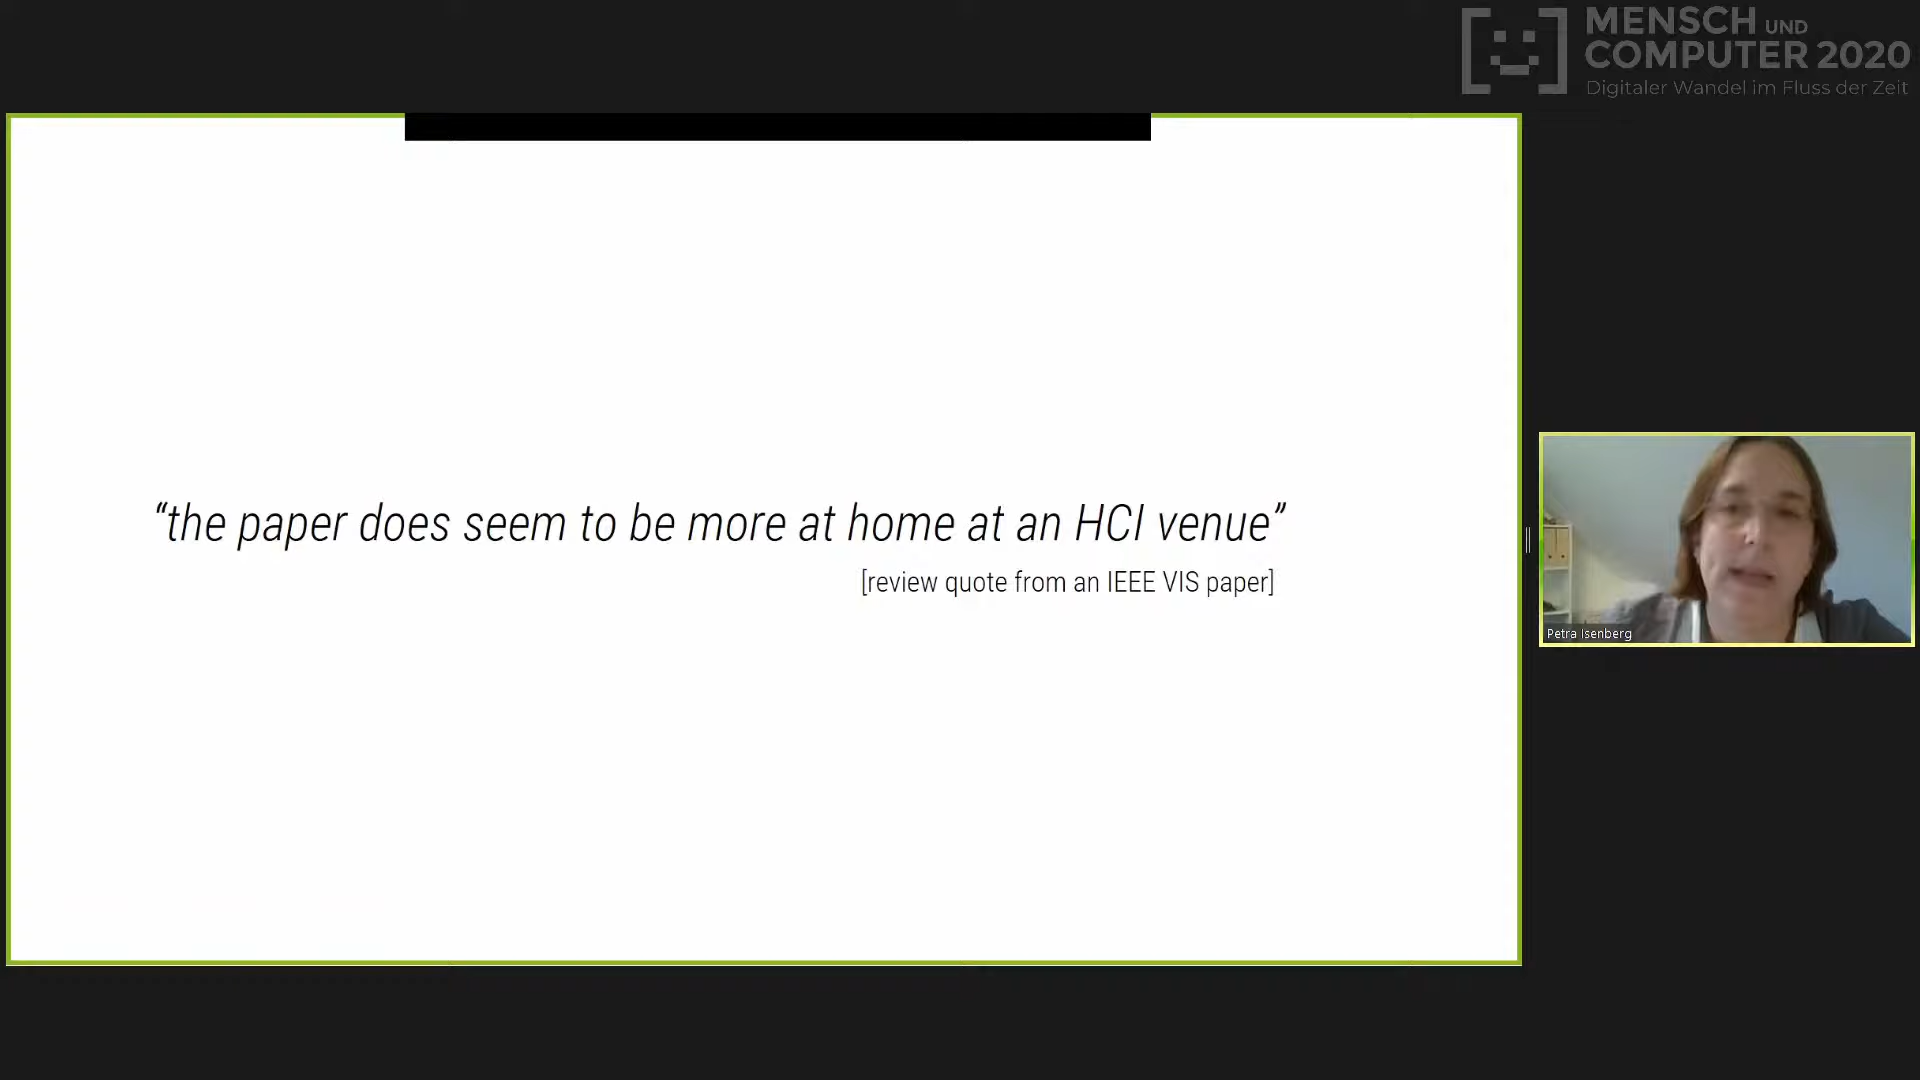 MENSCH UND
COMPUTER 2020
Digitaler Wandel im Fluss der Zeit
“the paper does seem to be more at home at an HCI venue”
[review quote from an IEEE VIS paper]
Petra Isenberg